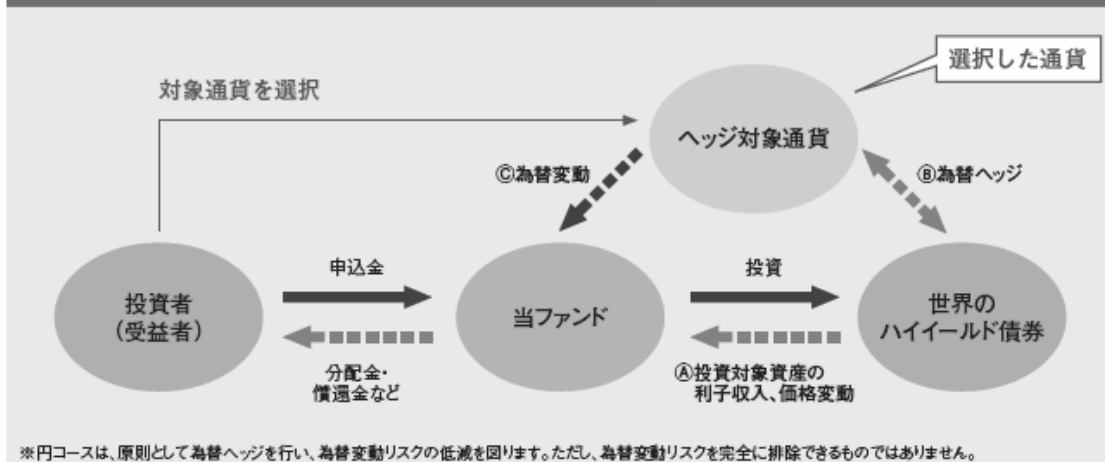 選択した通貨
対象通貨を選択
ヘッジ対象通貨
Ⓒ為替変動
Ⓑ為替ヘッジ
申込金
投資
投資者
(受益者)
当ファンド
世界の
ハイイールド債券
分配金・
償還金など
Ⓐ投資対象資産の
利子収入、価格変動
※円コースは、原則として為替ヘッジを行い、為替変動リスクの低減を図ります。ただし、為替変動リスクを完全に排除できるものではありません。